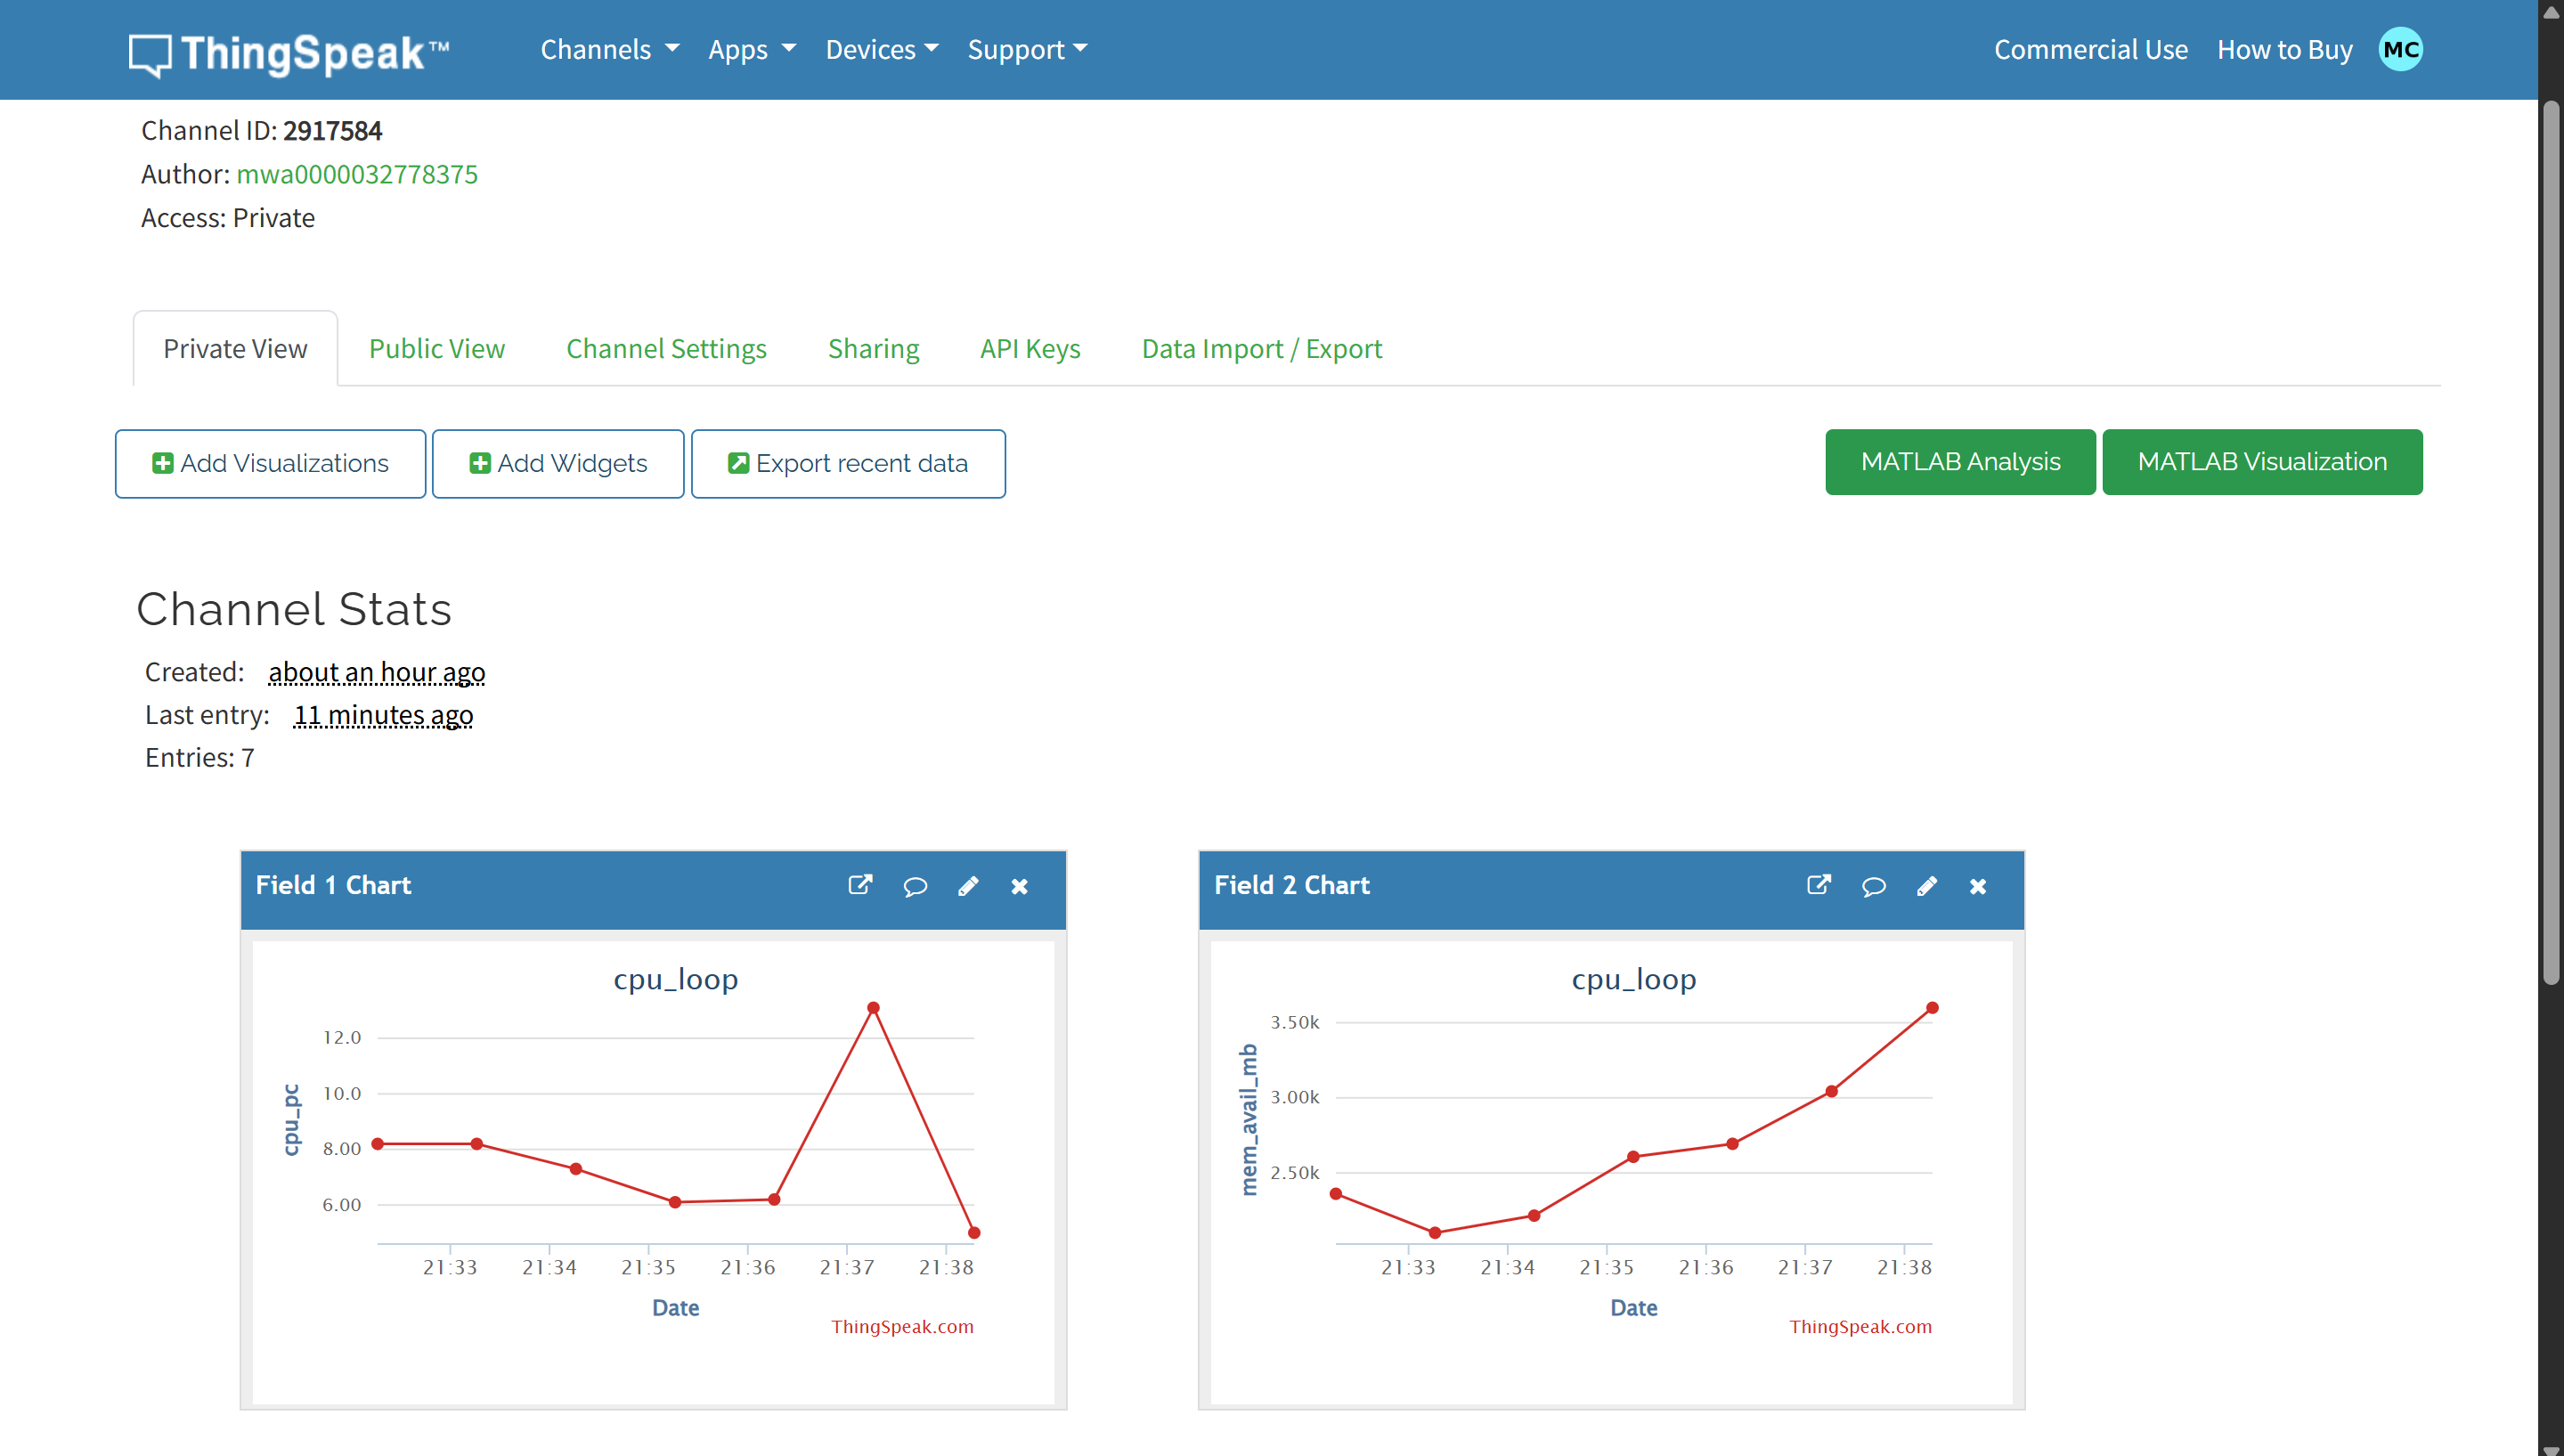 ThingSpeak™ Channels Apps Devices Support Commercial Use How to Buy MC
Channel ID: 2917584
Author: mwa0000032778375
Access: Private
Private View Public View Channel Settings Sharing API Keys Data Import / Export
Add Visualizations Add Widgets Export recent data MATLAB Analysis MATLAB Visualization
Channel Stats
Created: about an hour ago
Last entry: 11 minutes ago
Entries: 7
Field 1 Chart
cpu_loop
cpu_pc
12.0
10.0
8.00
6.00
21:33 21:34 21:35 21:36 21:37 21:38
Date
ThingSpeak.com
Field 2 Chart
cpu_loop
mem_avail_mb
3.50k
3.00k
2.50k
21:33 21:34 21:35 21:36 21:37 21:38
Date
ThingSpeak.com